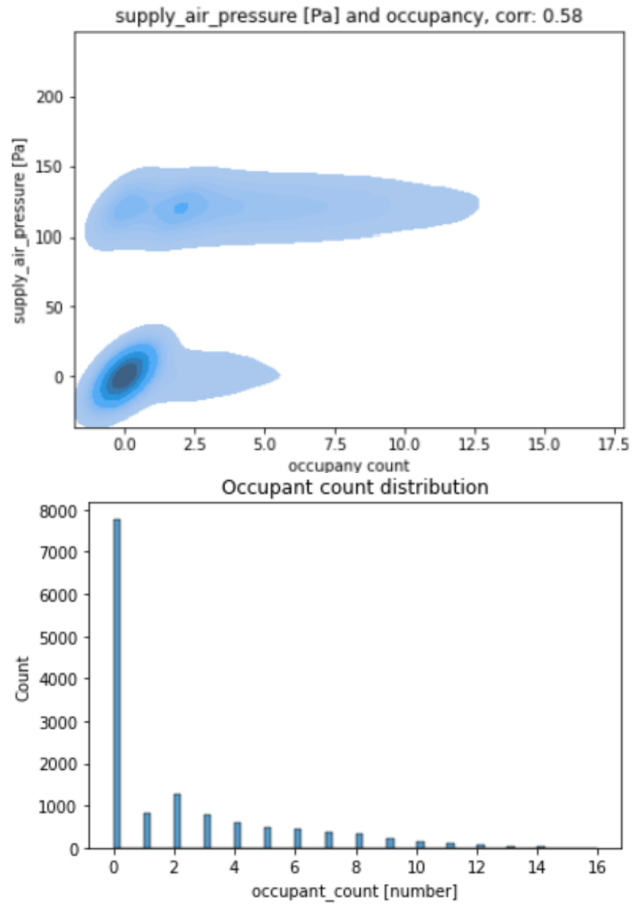 supply_air_pressure [Pa] and occupancy, corr: 0.58
200
150
100
50
0
supply_air_pressure [Pa]
0.0 2.5 5.0 7.5 10.0 12.5 15.0 17.5
occupany count
Occupant count distribution
8000
7000
6000
5000
4000
3000
2000
1000
0
Count
0 2 4 6 8 10 12 14 16
occupant_count [number]